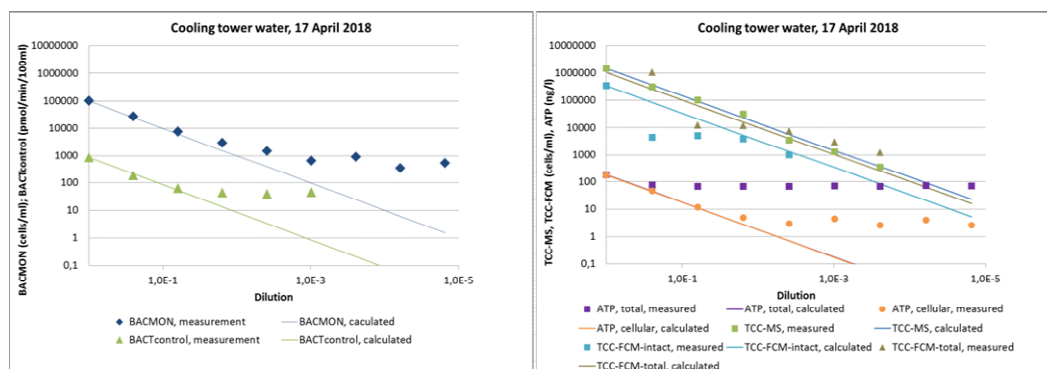 Cooling tower water, 17 April 2018
BACMON (cells/ml); BACTcontrol (pmol/min/100ml)
10000000
1000000
100000
10000
1000
100
10
1
0,1
1,0E-1
1,0E-3
1,0E-5
Dilution
BACMON, measurement
BACMON, caculated
BACTcontrol, measurement
BACTcontrol, calculated
Cooling tower water, 17 April 2018
TCC-MS, TCC-FCM (cells/ml), ATP (ng/l)
10000000
1000000
100000
10000
1000
100
10
1
0,1
1,0E-1
1,0E-3
1,0E-5
Dilution
ATP, total, measured
ATP, total, calculated
ATP, cellular, measured
ATP, cellular, calculated
TCC-MS, measured
TCC-MS, calculated
TCC-FCM-intact, measured
TCC-FCM-intact, calculated
TCC-FCM-total, measured
TCC-FCM-total, calculated